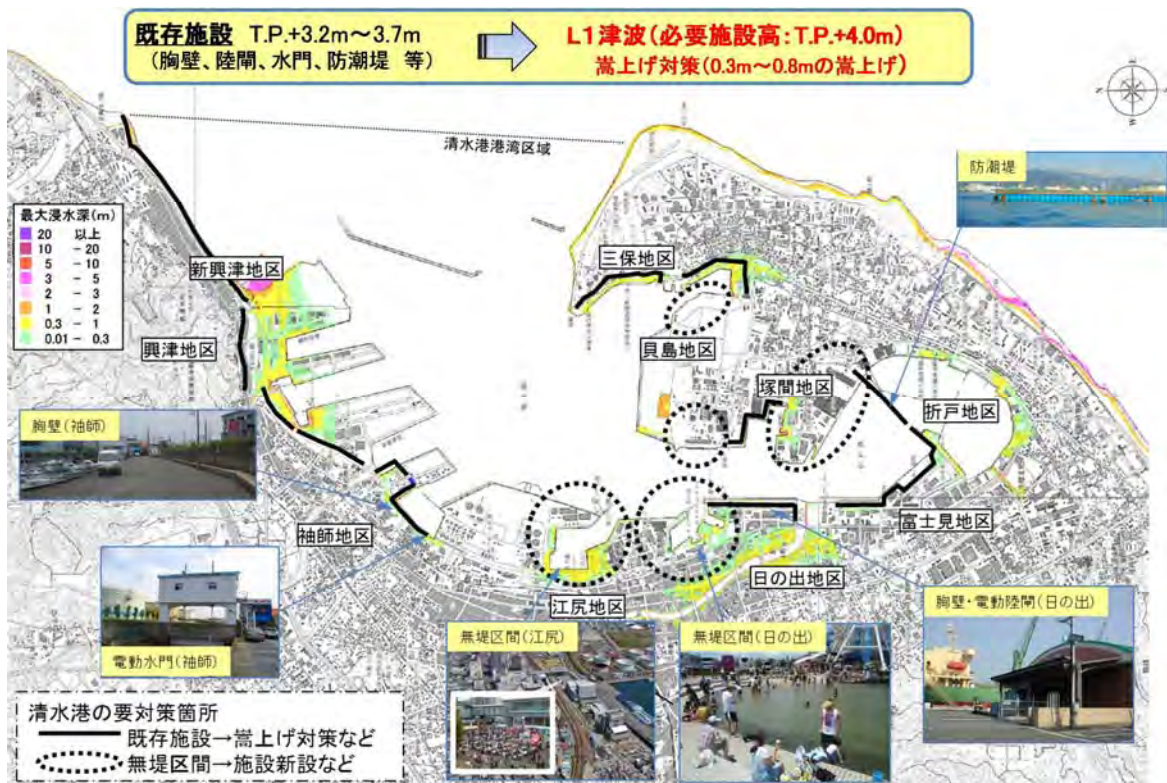 既存施設 T.P.+3.2m~3.7m
(胸壁、陸閘、水門、防潮堤 等)
L1津波(必要施設高:T.P.+4.0m)
嵩上げ対策(0.3m~0.8mの嵩上げ)
清水港港湾区域
防潮堤
最大浸水深(m)
20 以上
10 -20
5 -10
3 - 5
2 - 3
1 - 2
0.3 - 1
0.01 - 0.3
新興津地区
三保地区
興津地区
貝島地区
塚間地区
折戸地区
胸壁(袖師)
袖師地区
富士見地区
日の出地区
江尻地区
電動水門(袖師)
無堤区間(江尻)
無堤区間(日の出)
胸壁・電動陸閘(日の出)
清水港の要対策箇所
既存施設→嵩上げ対策など
無堤区間→施設新設など